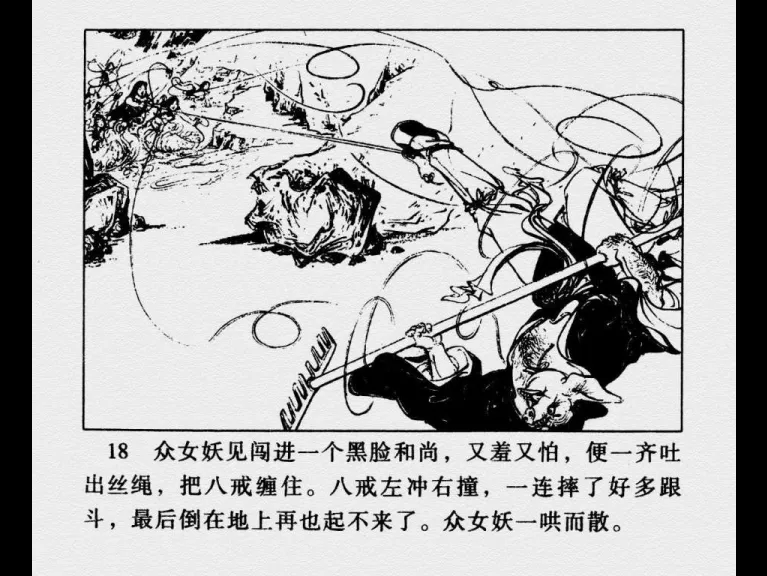 18 众女妖见闯进一个黑脸和尚，又羞又怕，便一齐吐
出丝绳，把八戒缠住。八戒左冲右撞，一连摔了好多跟
斗，最后倒在地上再也起不来了。众女妖一哄而散。